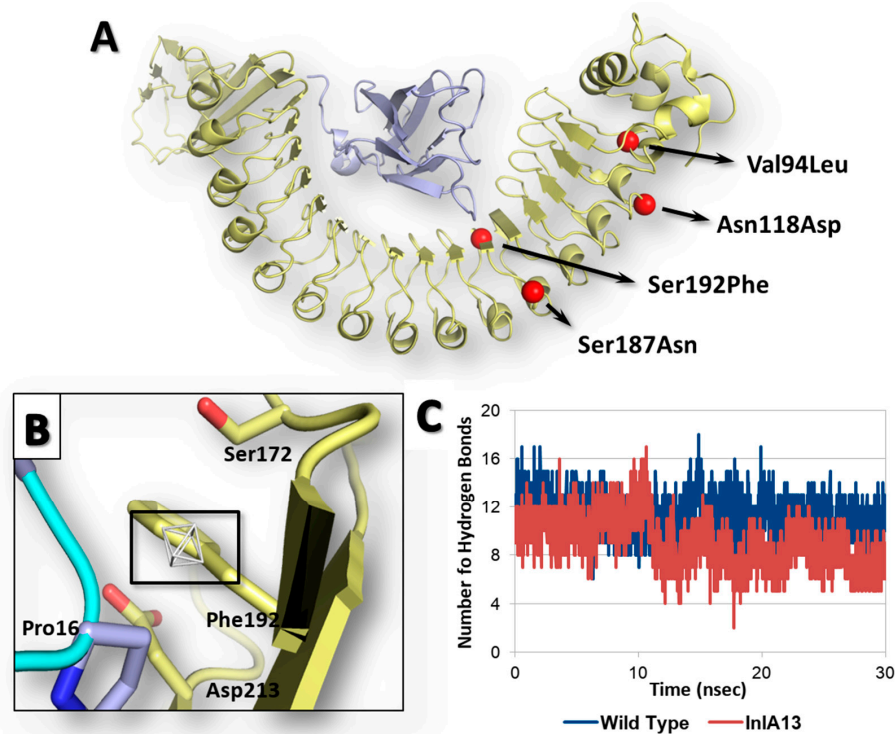 A
Val94Leu
Asn118Asp
Ser192Phe
Ser187Asn
B
Ser172
Phe192
Pro16
Asp213
C
Number fo Hydrogen Bonds
20
16
12
8
4
0
0 10 20 30
Time (nsec)
Wild Type InlA13